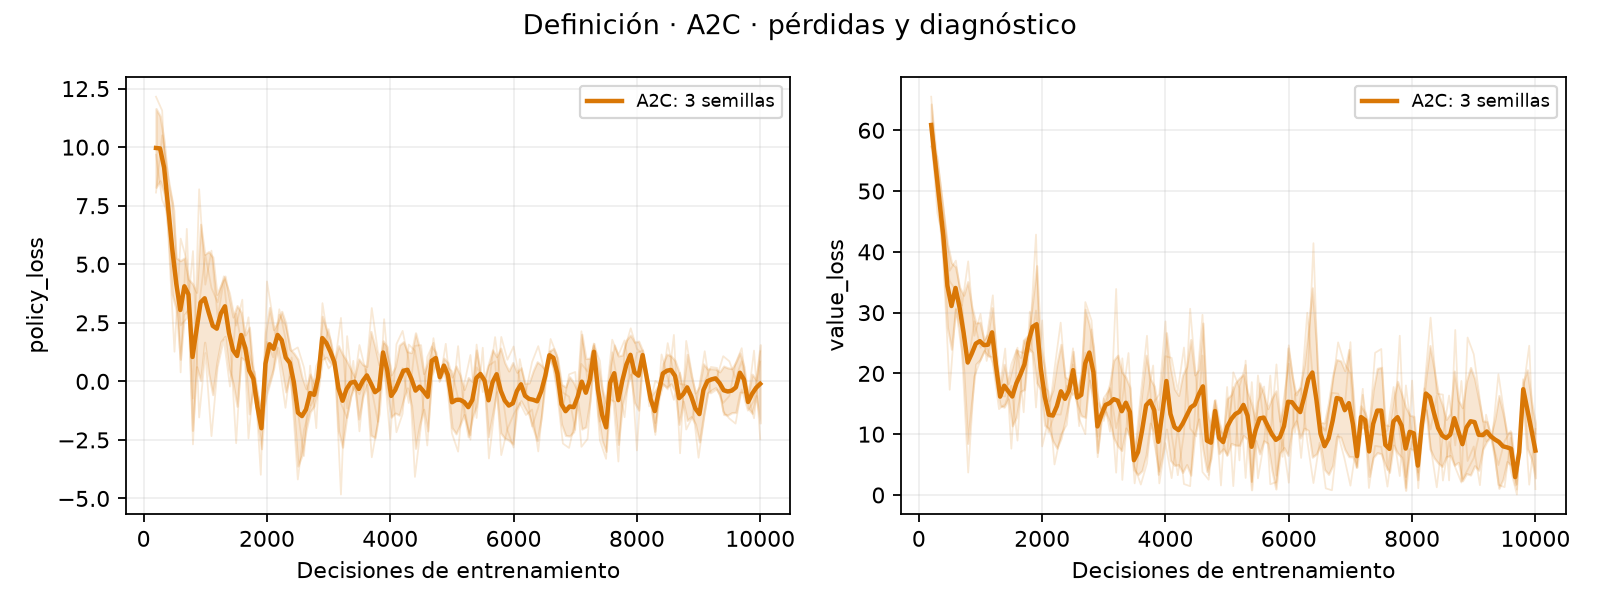 Definición · A2C · pérdidas y diagnóstico
policy_loss
12.5
10.0
7.5
5.0
2.5
0.0
−2.5
−5.0
A2C: 3 semillas
0 2000 4000 6000 8000 10000
Decisiones de entrenamiento
value_loss
60
50
40
30
20
10
0
A2C: 3 semillas
0 2000 4000 6000 8000 10000
Decisiones de entrenamiento